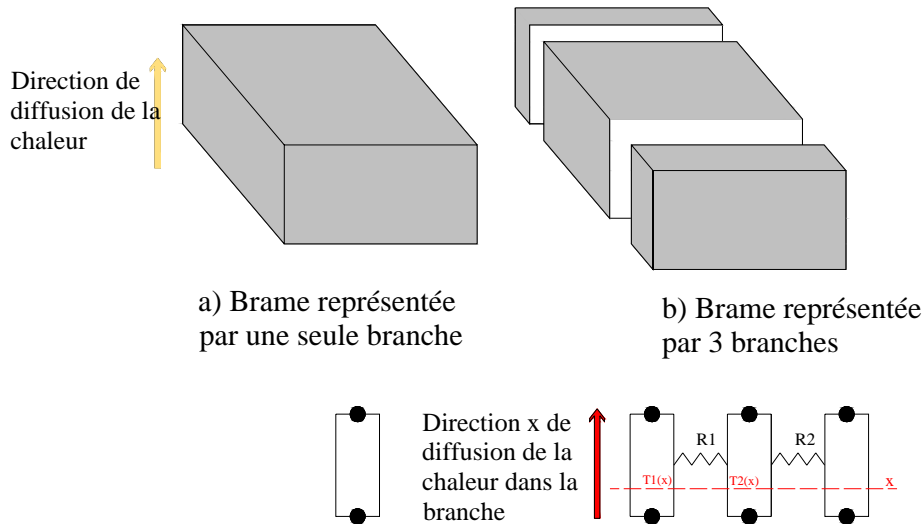 Direction de
diffusion de la
chaleur
a) Brame représentée
par une seule branche
b) Brame représentée
par 3 branches
Direction x de
diffusion de la
chaleur dans la
branche
R1
R2
T1(x)
T2(x)
x